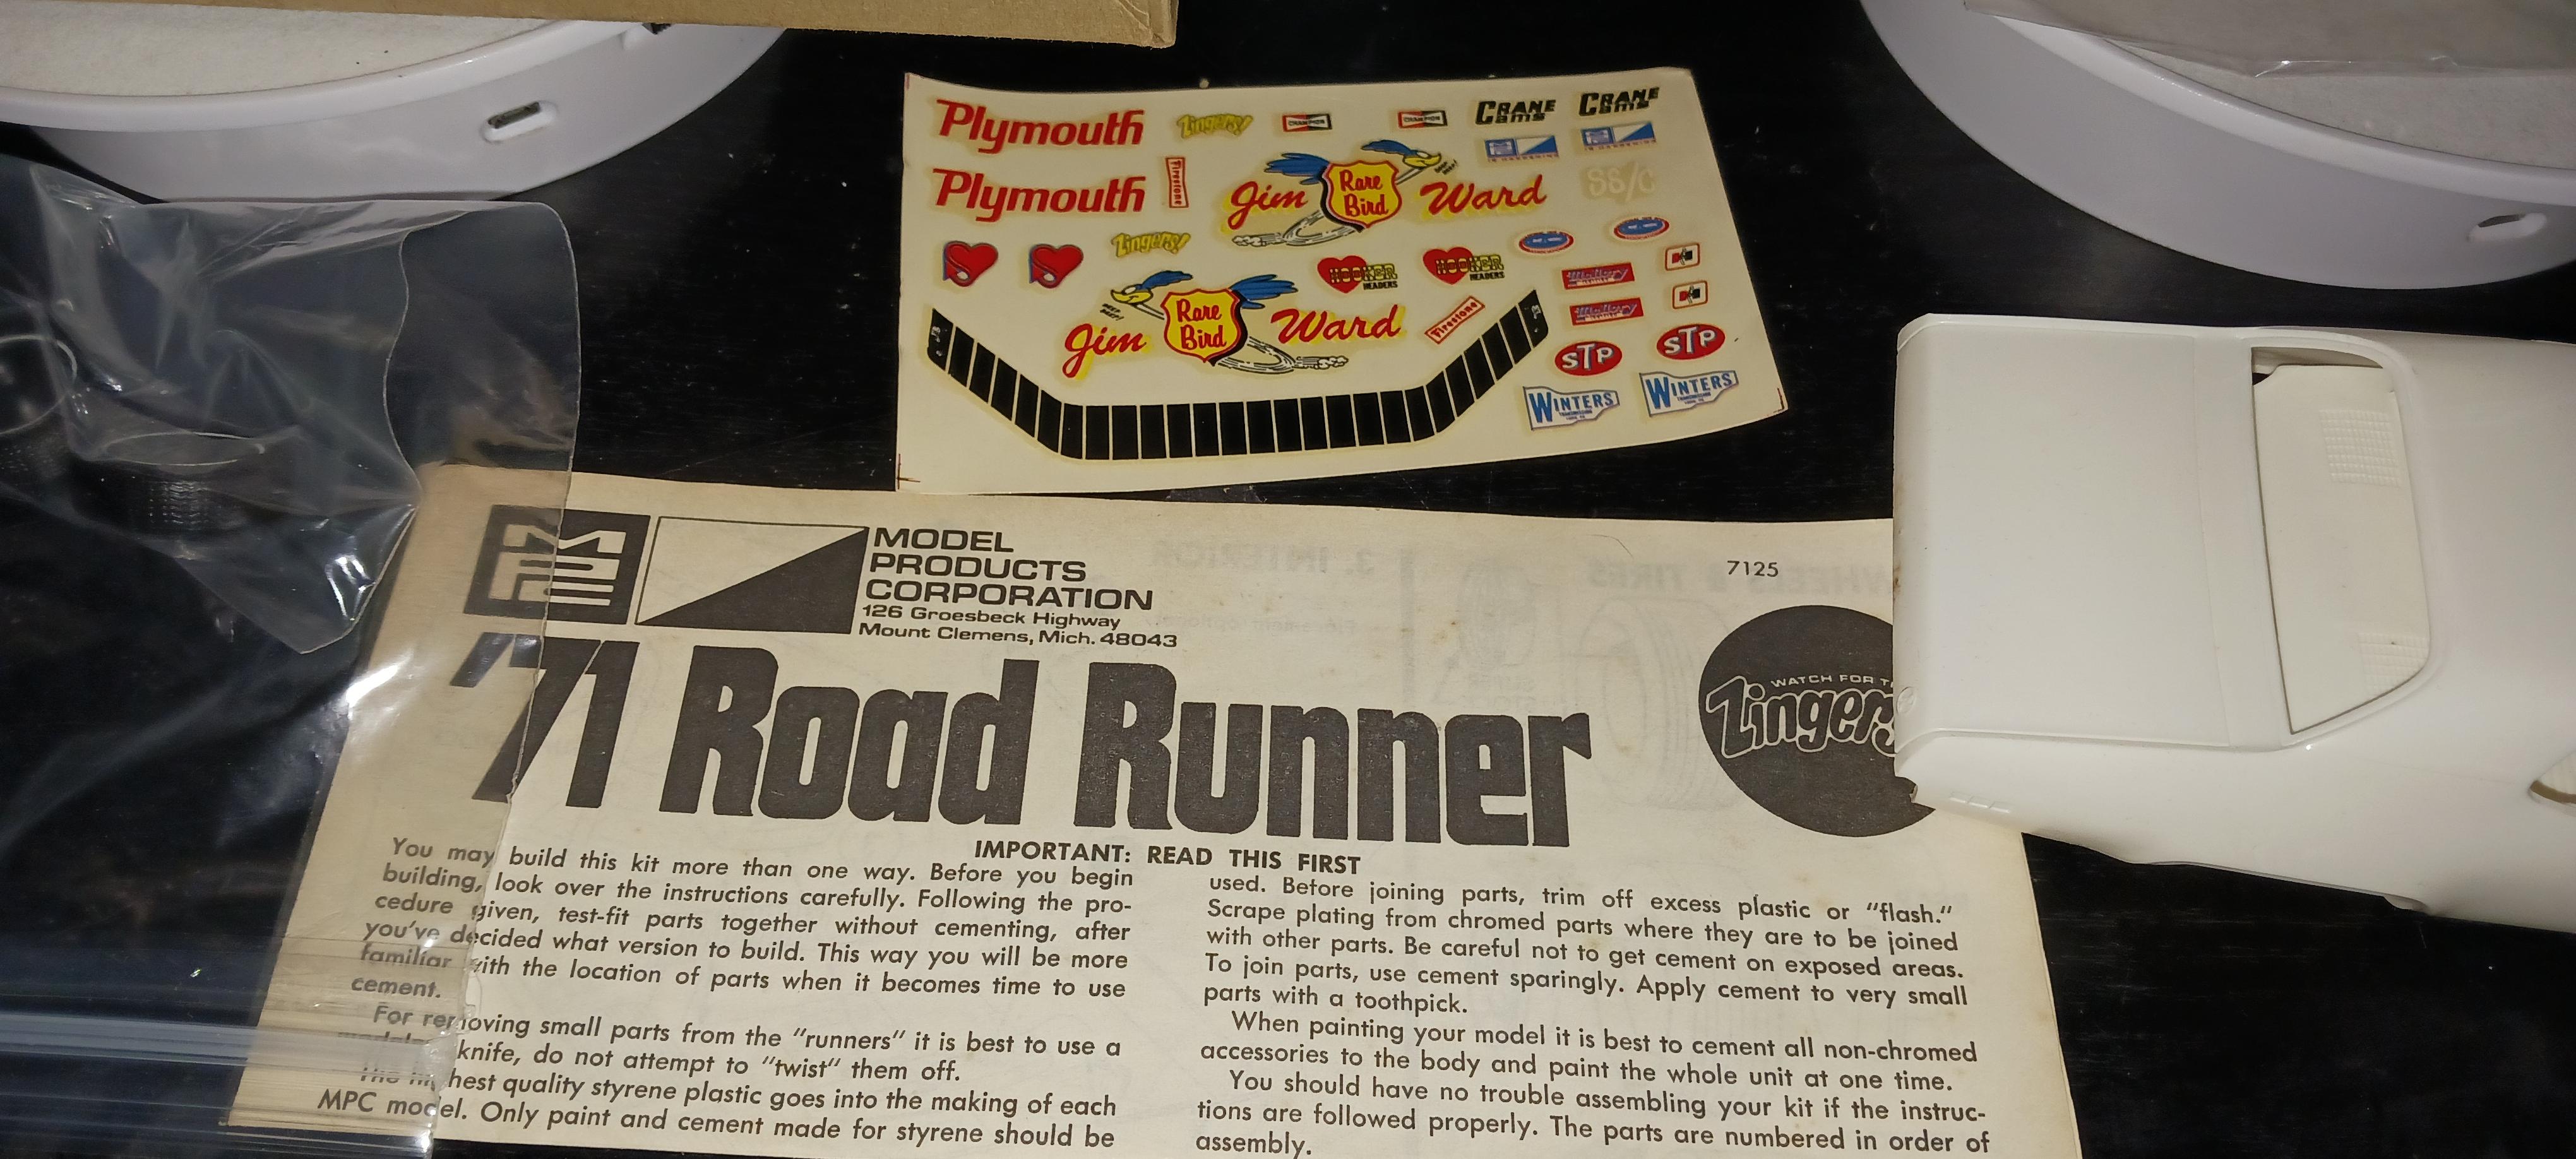 Plymouth
Zingers!
CHAMPION
CHAMPION
CRANE Cams
CRANE Cams
Plymouth
Firestone
Jim
Rare Bird
Ward
SS/C
Zingers!
HOOKER HEADERS
HOOKER HEADERS
Mallory
Mallory
Jim
Rare Bird
Ward
Firestone
STP
STP
WINTERS
WINTERS
MPC
MODEL
PRODUCTS
CORPORATION
126 Groesbeck Highway
Mount Clemens, Mich. 48043
7125
'71 Road Runner
WATCH FOR
Zingers
IMPORTANT: READ THIS FIRST
You may build this kit more than one way. Before you begin
building, look over the instructions carefully. Following the pro-
cedure given, test-fit parts together without cementing, after
you've decided what version to build. This way you will be more
familiar with the location of parts when it becomes time to use
cement.
For removing small parts from the "runners" it is best to use a
knife, do not attempt to "twist" them off.
The highest quality styrene plastic goes into the making of each
MPC model. Only paint and cement made for styrene should be
used. Before joining parts, trim off excess plastic or "flash."
Scrape plating from chromed parts where they are to be joined
with other parts. Be careful not to get cement on exposed areas.
To join parts, use cement sparingly. Apply cement to very small
parts with a toothpick.
When painting your model it is best to cement all non-chromed
accessories to the body and paint the whole unit at one time.
You should have no trouble assembling your kit if the instruc-
tions are followed properly. The parts are numbered in order of
assembly.